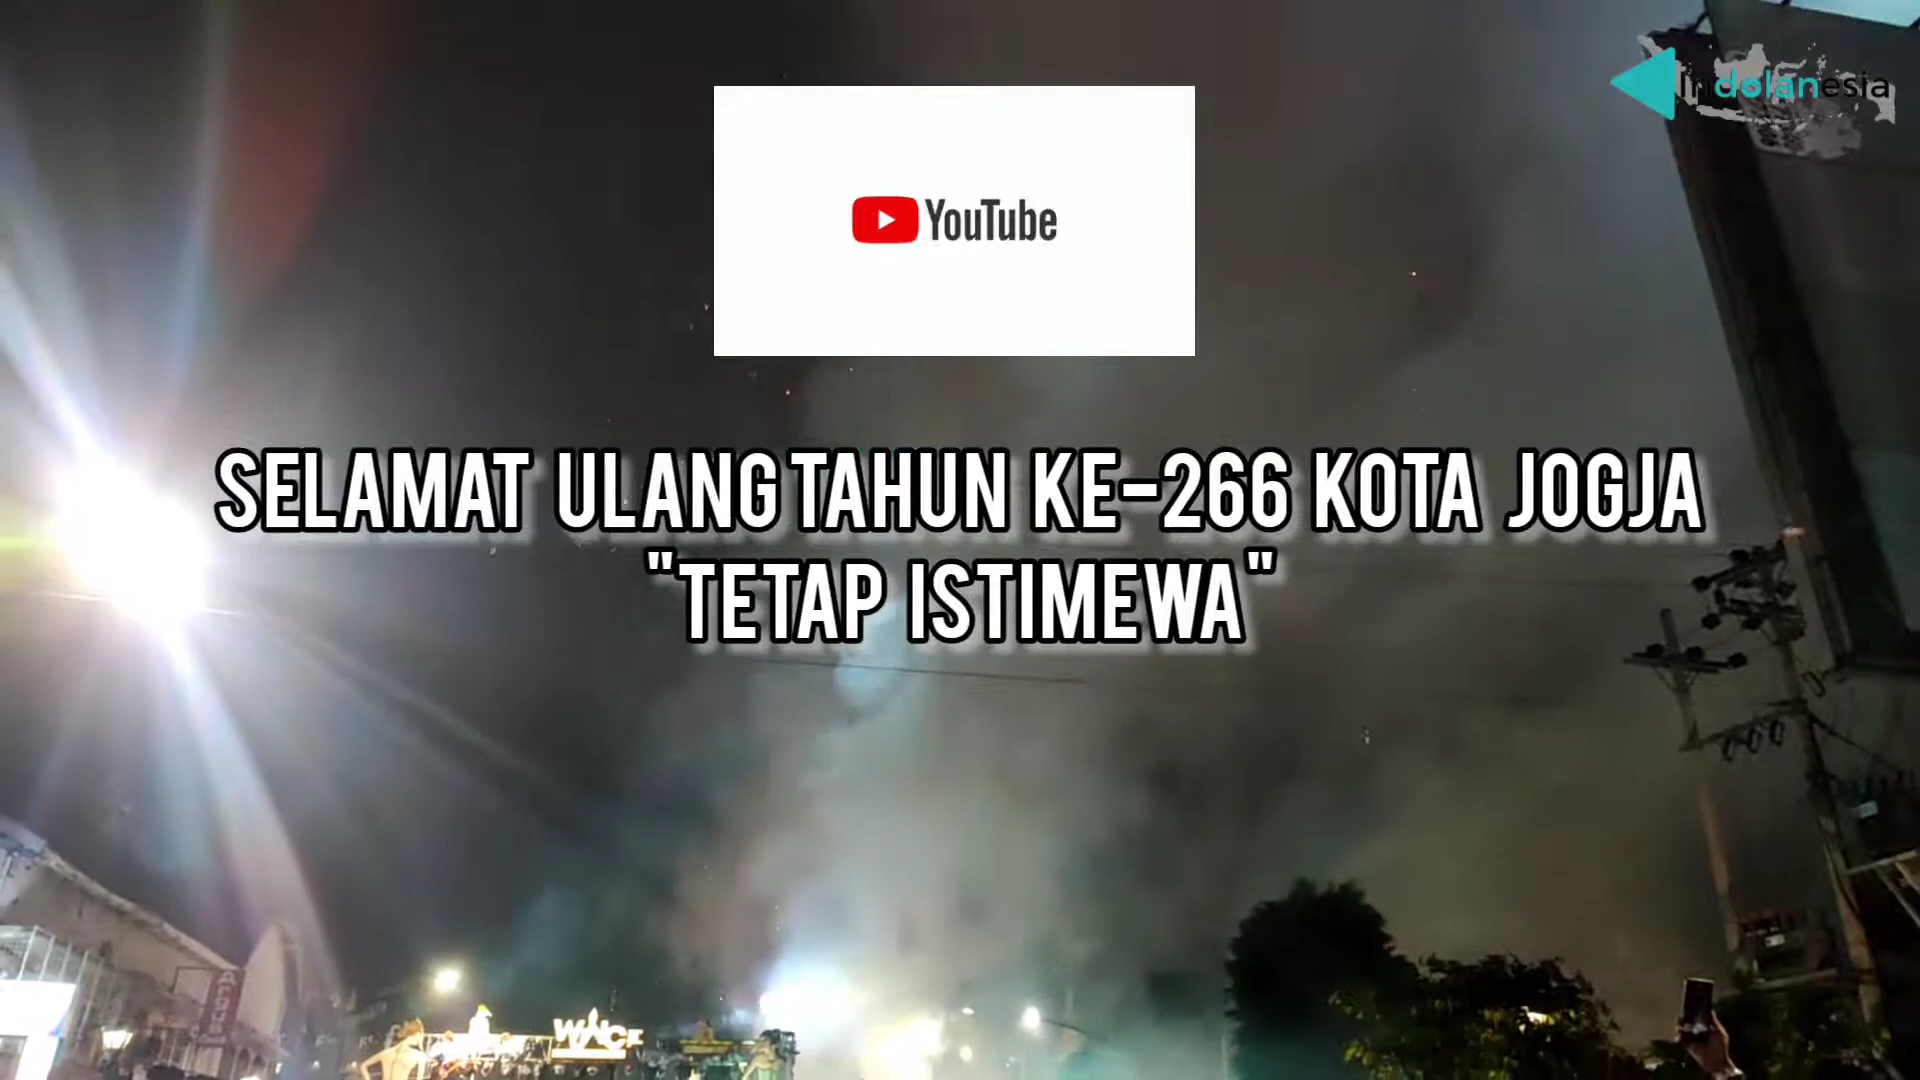 Indolanesia
YouTube
SELAMAT ULANG TAHUN KE-266 KOTA JOGJA
"TETAP ISTIMEWA"